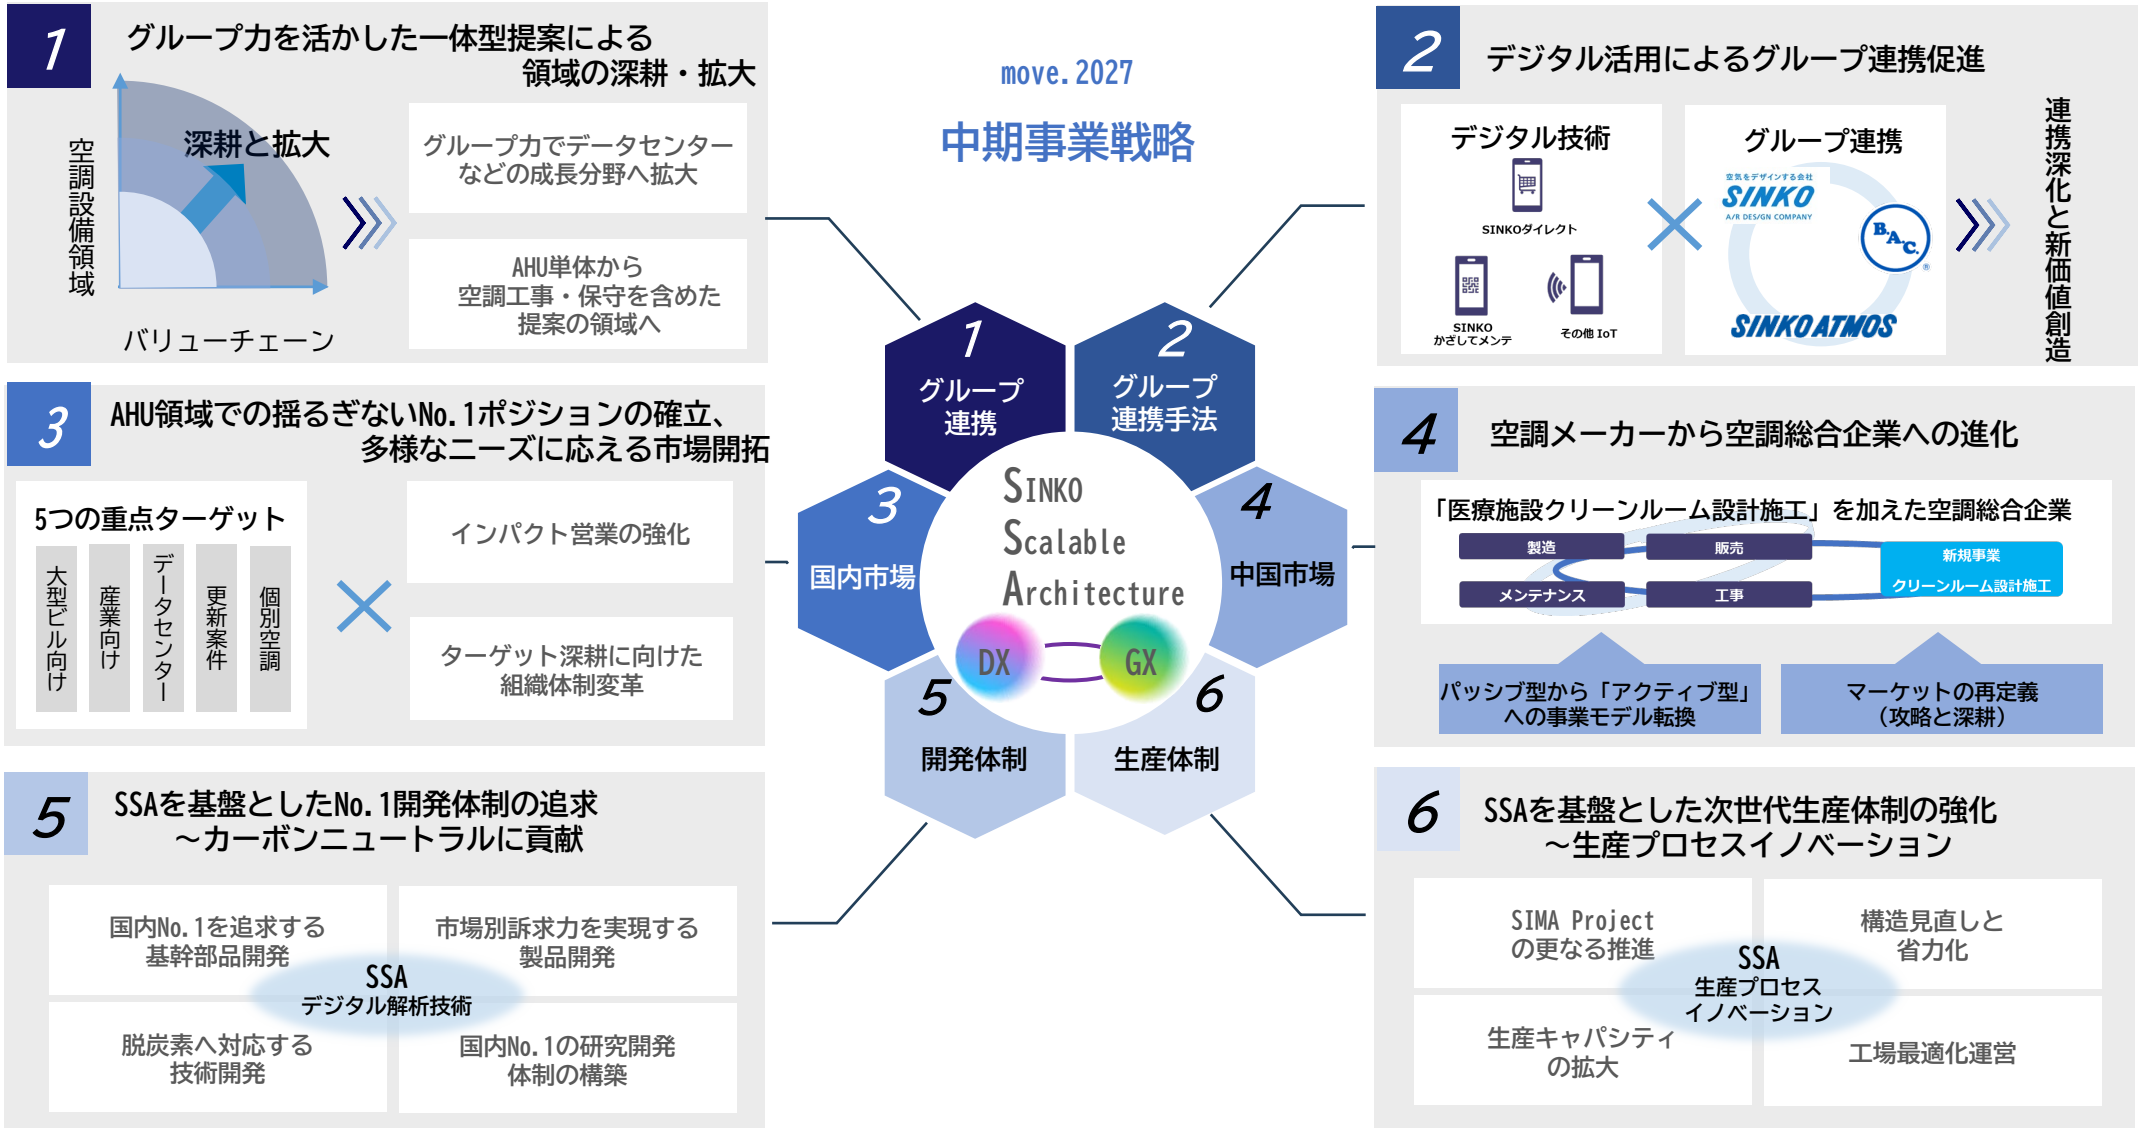 1
グループ力を活かした一体型提案による
領域の深耕・拡大
空調設備領域
深耕と拡大
バリューチェーン
グループ力でデータセンター
などの成長分野へ拡大
AHU単体から
空調工事・保守を含めた
提案の領域へ
move.2027
中期事業戦略
2
デジタル活用によるグループ連携促進
デジタル技術
SINKOダイレクト
SINKO
かざしてメンテ
その他 IoT
グループ連携
空気をデザインする会社
SINKO
AIR DESIGN COMPANY
B.A.C.
®
SINKO ATMOS
連携深化と新価値創造
3
AHU領域での揺るぎないNo.1ポジションの確立、
多様なニーズに応える市場開拓
5つの重点ターゲット
大型ビル向け
産業向け
データセンター
更新案件
個別空調
インパクト営業の強化
ターゲット深耕に向けた
組織体制変革
1
グループ
連携
2
グループ
連携手法
3
国内市場
4
中国市場
SINKO
Scalable
Architecture
DX
GX
5
開発体制
6
生産体制
4
空調メーカーから空調総合企業への進化
「医療施設クリーンルーム設計施工」を加えた空調総合企業
製造
販売
メンテナンス
工事
新規事業
クリーンルーム設計施工
パッシブ型から「アクティブ型」
への事業モデル転換
マーケットの再定義
（攻略と深耕）
5
SSAを基盤としたNo.1開発体制の追求
～カーボンニュートラルに貢献
国内No.1を追求する
基幹部品開発
市場別訴求力を実現する
製品開発
SSA
デジタル解析技術
脱炭素へ対応する
技術開発
国内No.1の研究開発
体制の構築
6
SSAを基盤とした次世代生産体制の強化
～生産プロセスイノベーション
SIMA Project
の更なる推進
構造見直しと
省力化
SSA
生産プロセス
イノベーション
生産キャパシティ
の拡大
工場最適化運営